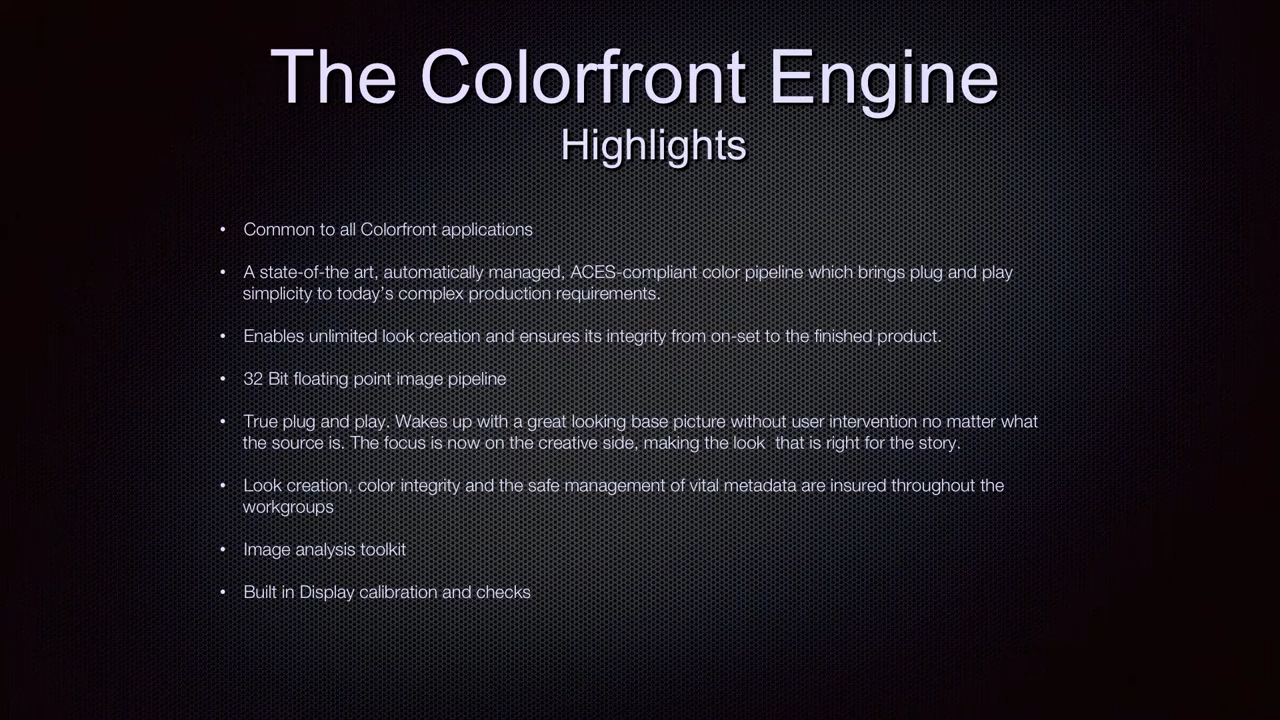 The Colorfront Engine
Highlights
• Common to all Colorfront applications
• A state-of-the art, automatically managed, ACES-compliant color pipeline which brings plug and play
simplicity to today’s complex production requirements.
• Enables unlimited look creation and ensures its integrity from on-set to the finished product.
• 32 Bit floating point image pipeline
• True plug and play. Wakes up with a great looking base picture without user intervention no matter what
the source is. The focus is now on the creative side, making the look  that is right for the story.
• Look creation, color integrity and the safe management of vital metadata are insured throughout the
workgroups
• Image analysis toolkit
• Built in Display calibration and checks